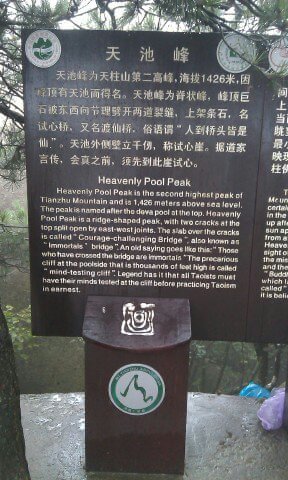 天池峰
天池峰为天柱山第二高峰，海拔1426米，因
峰顶有天池而得名。天池峰为脊状峰，峰顶巨
石被东西向节理劈开两道裂缝，上架条石，名
试心桥，又名渡仙桥，俗语谓“人到桥头皆是
仙”。天池外侧壁立千仞，称试心崖。据道家
言传，会真之前，须先到此崖试心。
Heavenly Pool Peak
Heavenly Pool Peak is the second highest peak of
Tianzhu Mountain and is 1,426 meters above sea level.
The peak is named after the dew pool at the top. Heavenly
Pool Peak is a ridge-shaped peak, with two cracks at the
top split open by east-west joints. The slab over the cracks
is called "Courage-challenging Bridge", also known as
"Immortals' bridge". An old saying goes like this:" Those
who have crossed the bridge are immortals "The precarious
cliff at the poolside that is thousands of feet high is called
"mind-testing cliff". Legend has it that all Taoists must
have their minds tested at the cliff before practicing Taoism
in earnest.